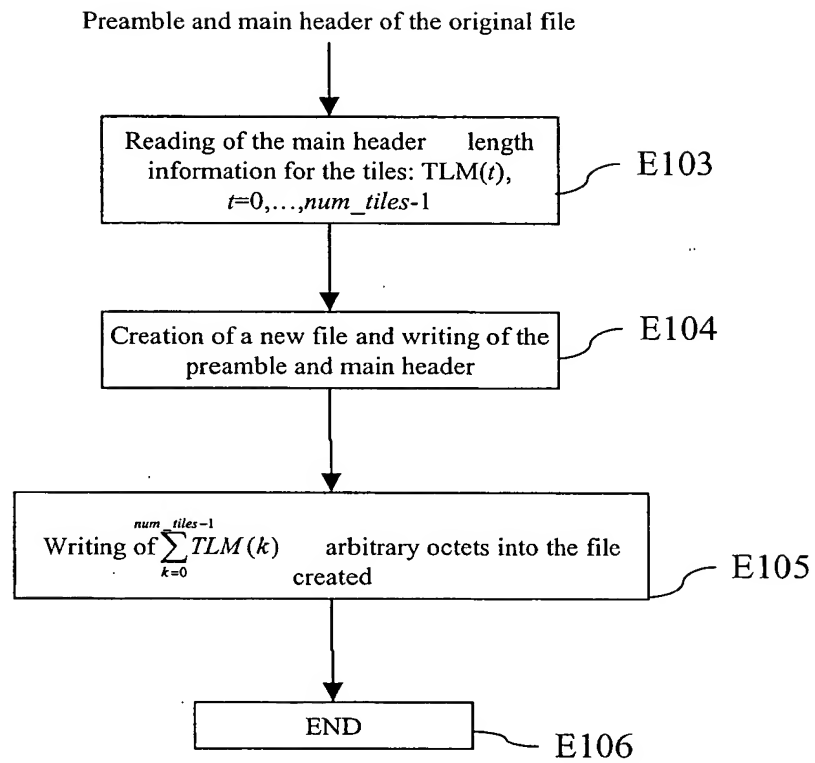 Preamble and main header of the original file
Reading of the main header length
information for the tiles: TLM(t),
t=0,...,num_tiles-1
E103
Creation of a new file and writing of the
preamble and main header
E104
num_tiles-1
Writing of ∑ TLM(k) arbitrary octets into the file
k=0
created
E105
END
E106